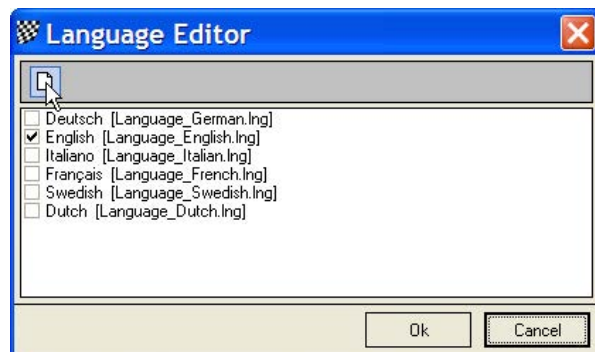 Language Editor
Deutsch [Language_German.lng]
English [Language_English.lng]
Italiano [Language_Italian.lng]
Français [Language_French.lng]
Swedish [Language_Swedish.lng]
Dutch [Language_Dutch.lng]
Ok
Cancel